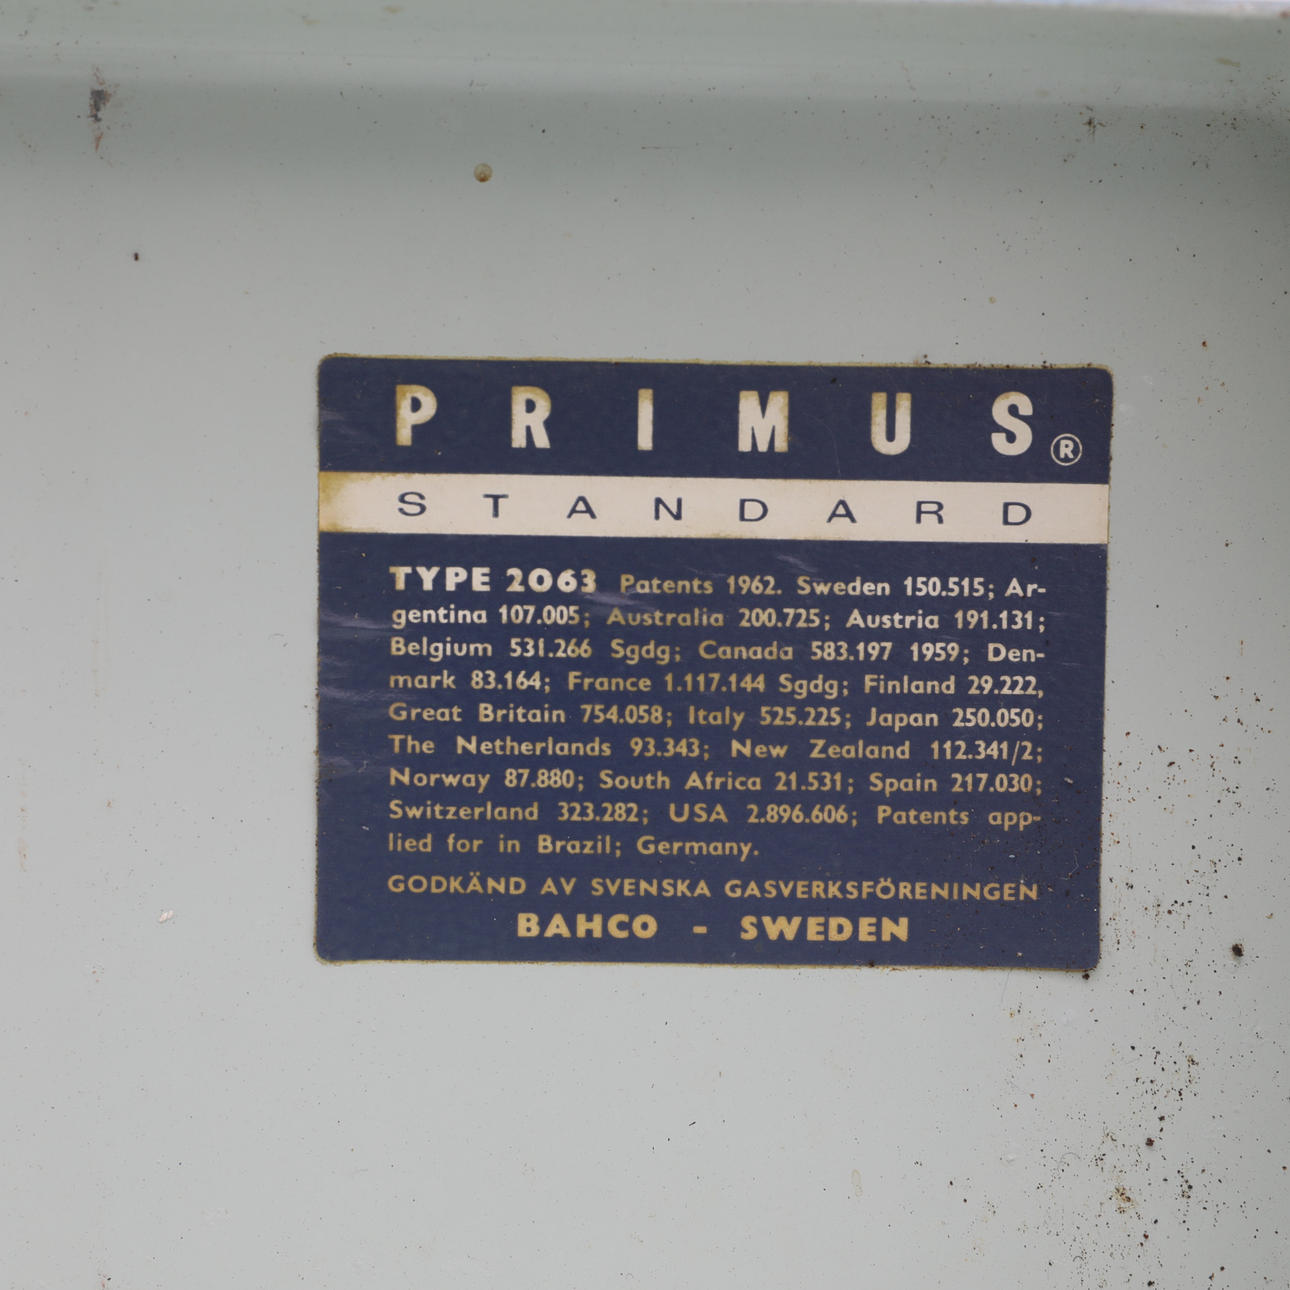 PRIMUS®
STANDARD
TYPE 2063 Patents 1962. Sweden 150.515; Ar-
gentina 107.005; Australia 200.725; Austria 191.131;
Belgium 531.266 Sgdg; Canada 583.197 1959; Den-
mark 83.164; France 1.117.144 Sgdg; Finland 29.222,
Great Britain 754.058; Italy 525.225; Japan 250.050;
The Netherlands 93.343; New Zealand 112.341/2;
Norway 87.880; South Africa 21.531; Spain 217.030;
Switzerland 323.282; USA 2.896.606; Patents app-
lied for in Brazil; Germany.
GODKÄND AV SVENSKA GASVERKSFÖRENINGEN
BAHCO - SWEDEN